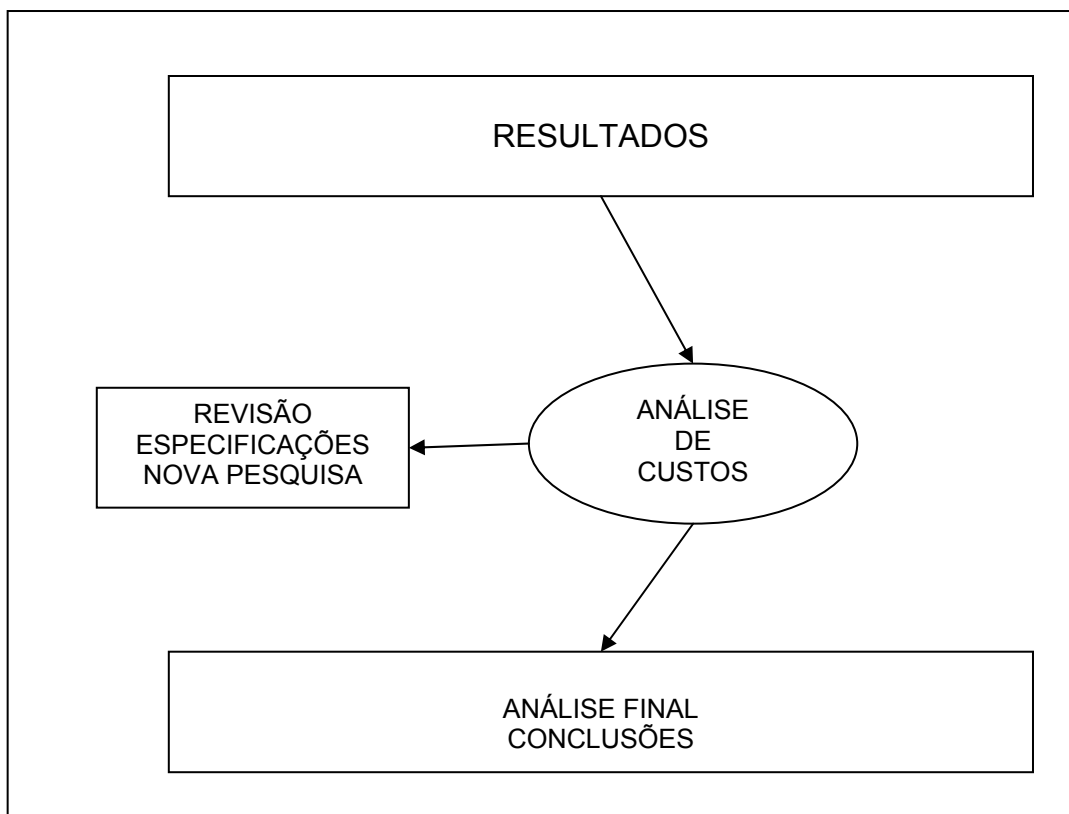 RESULTADOS
REVISÃO
ESPECIFICAÇÕES
NOVA PESQUISA
ANÁLISE
DE
CUSTOS
ANÁLISE FINAL
CONCLUSÕES